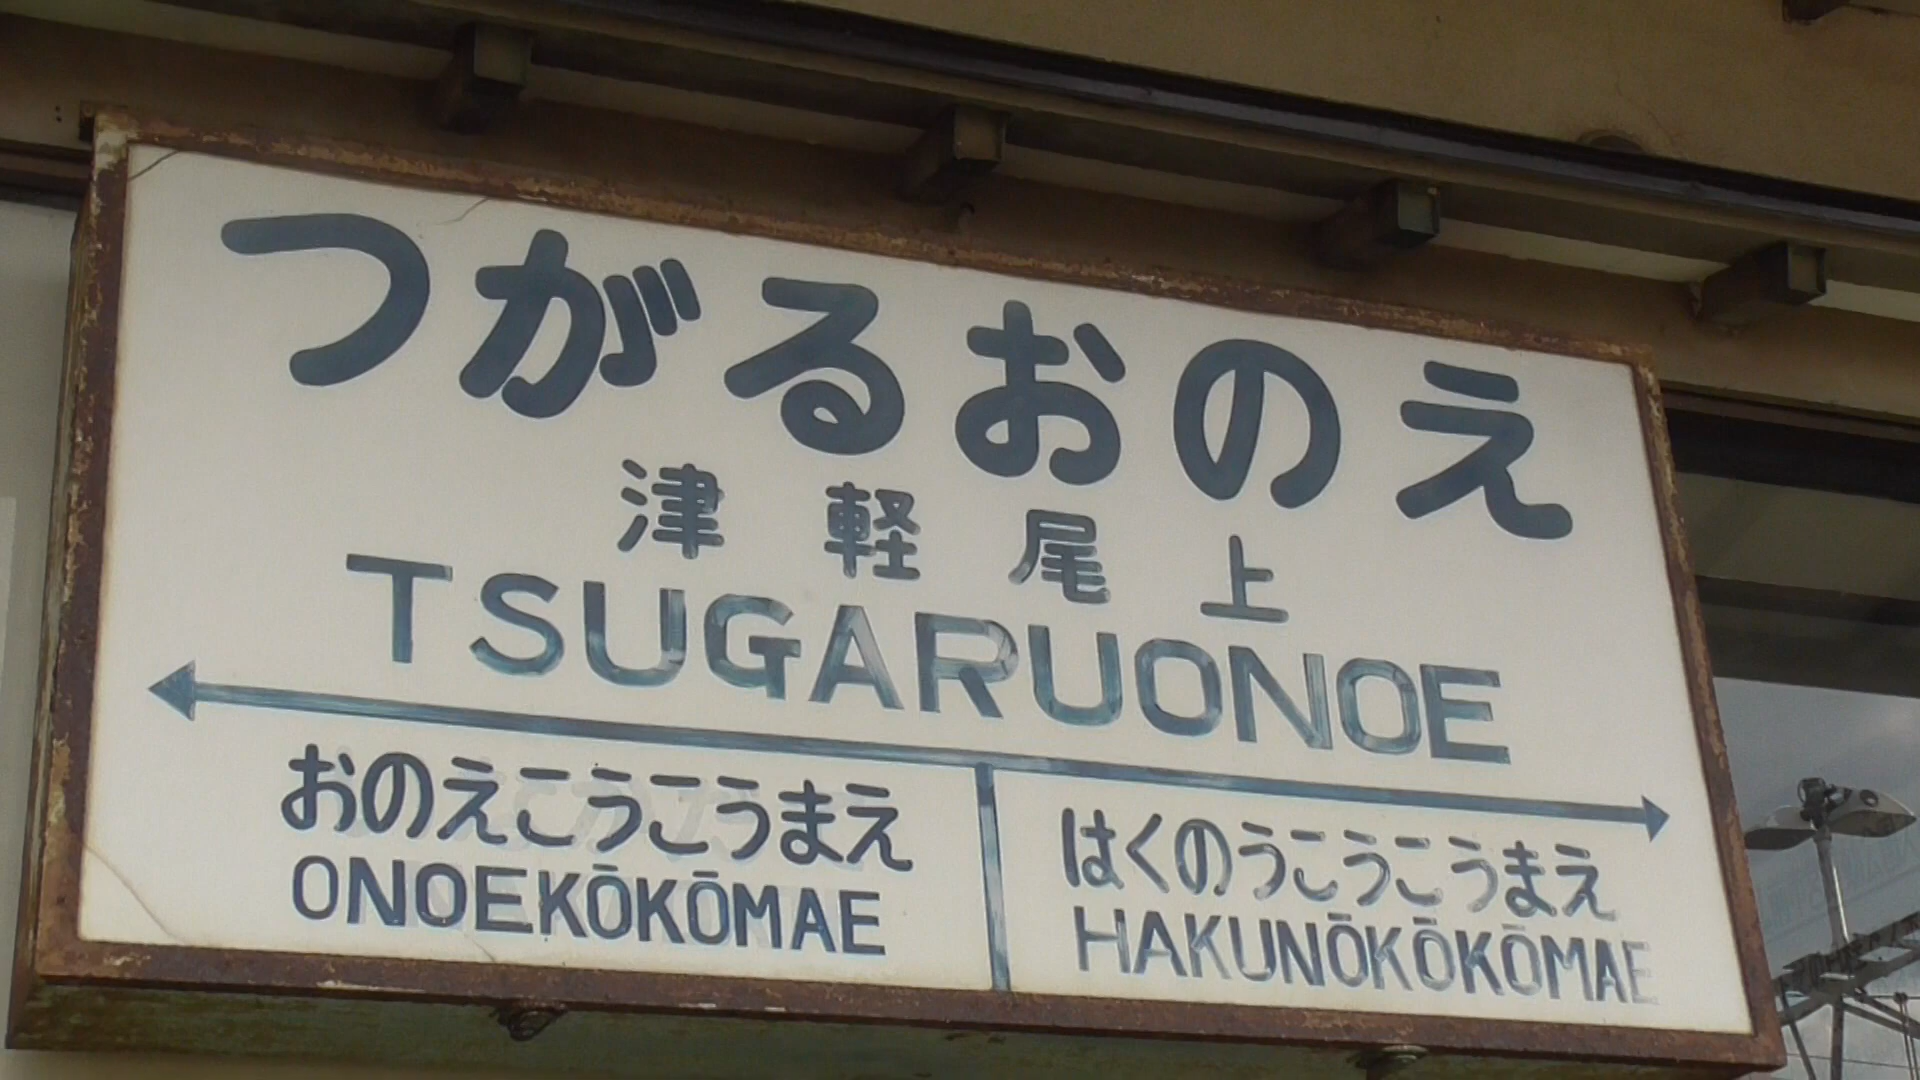 つがるおのえ
津軽尾上
TSUGARUONOE
おのえこうこうまえ
ONOEKŌKŌMAE
はくのうこうこうまえ
HAKUNŌKŌKŌMAE